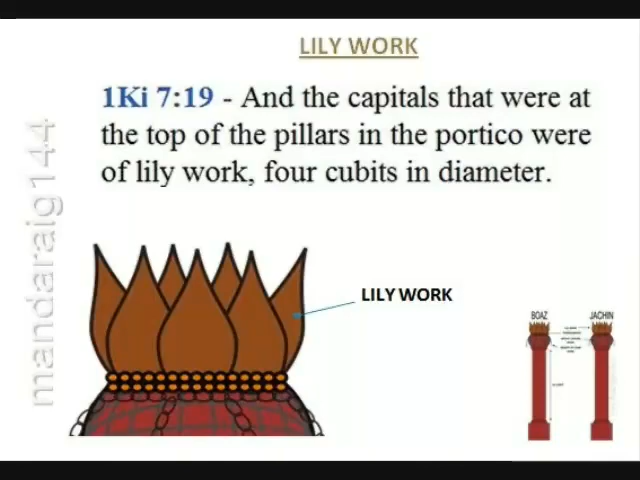 LILY WORK
1Ki 7:19 - And the capitals that were at
the top of the pillars in the portico were
of lily work, four cubits in diameter.
mandaraig144
LILY WORK
BOAZ
JACHIN